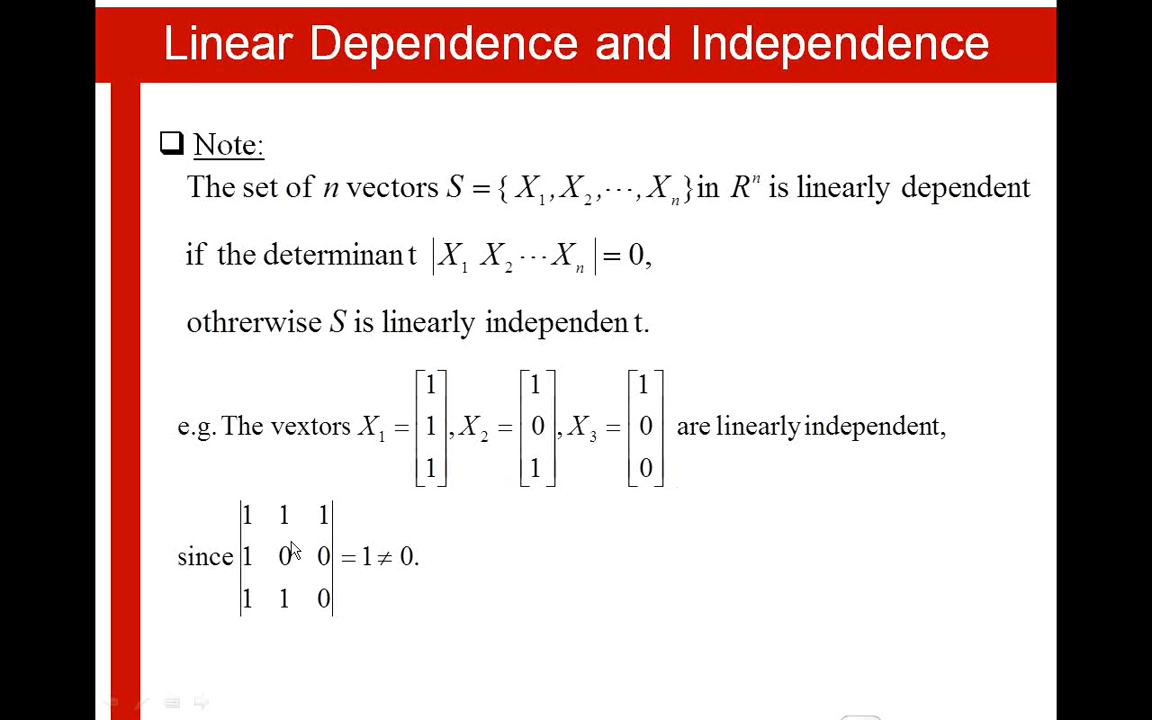 Linear Dependence and Independence
❑ Note:
The set of n vectors S = { X₁, X₂, ⋯, Xₙ } in Rⁿ is linearly dependent
if the determinan t |X₁ X₂ ⋯ Xₙ| = 0,
othrerwise S is linearly independen t.
e.g. The vextors X₁ = [1 1 1], X₂ = [1 0 1], X₃ = [1 0 0] are linearly independent,
since |1 1 1
1 0 0
1 1 0| = 1 ≠ 0.